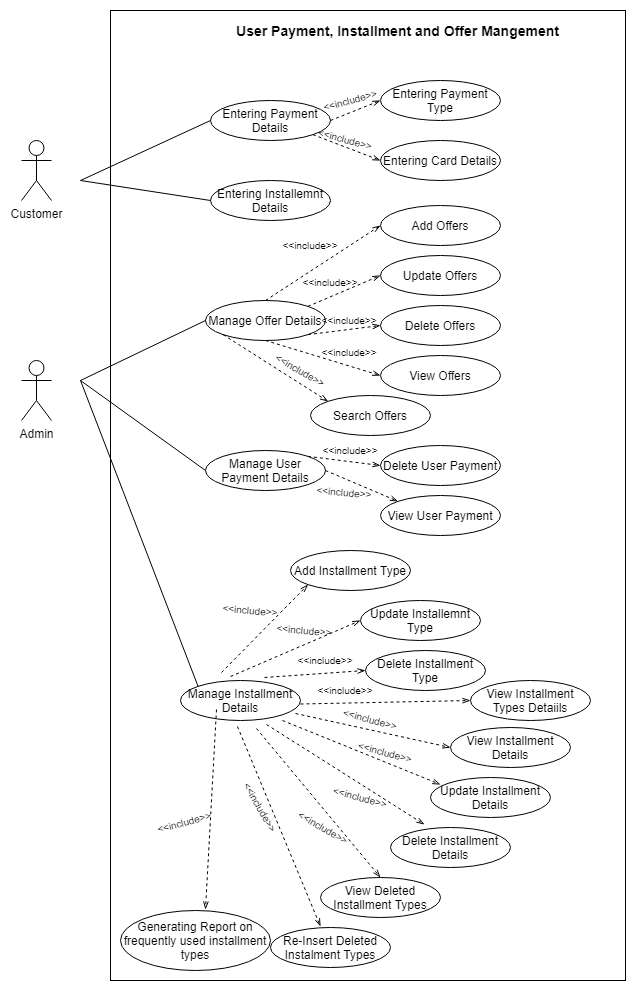 User Payment, Installment and Offer Mangement
Entering Payment
Details
<<include>>
Entering Payment
Type
<<include>>
Entering Card Details
Customer
Entering Installemnt
Details
Add Offers
<<include>>
Update Offers
<<include>>
Manage Offer Details
<<include>>
Delete Offers
<<include>>
View Offers
<<include>>
Search Offers
Admin
Manage User
Payment Details
<<include>>
Delete User Payment
<<include>>
View User Payment
Add Installment Type
<<include>>
Update Installemnt
Type
<<include>>
Delete Installment
Type
<<include>>
Manage Installment
Details
<<include>>
View Installment
Types Detaiils
<<include>>
View Installment
Details
<<include>>
Update Installment
Details
<<include>>
Delete Installment
Details
<<include>>
View Deleted
Installment Types
<<include>>
Re-Insert Deleted
Instalment Types
<<include>>
Generating Report on
frequently used installment
types